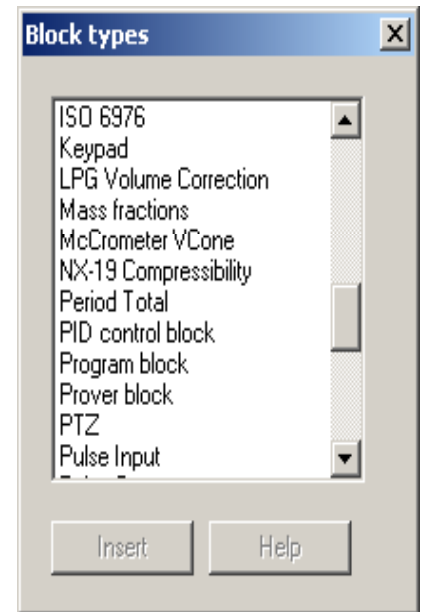 Block types
ISO 6976
Keypad
LPG Volume Correction
Mass fractions
McCrometer VCone
NX-19 Compressibility
Period Total
PID control block
Program block
Prover block
PTZ
Pulse Input
Insert
Help